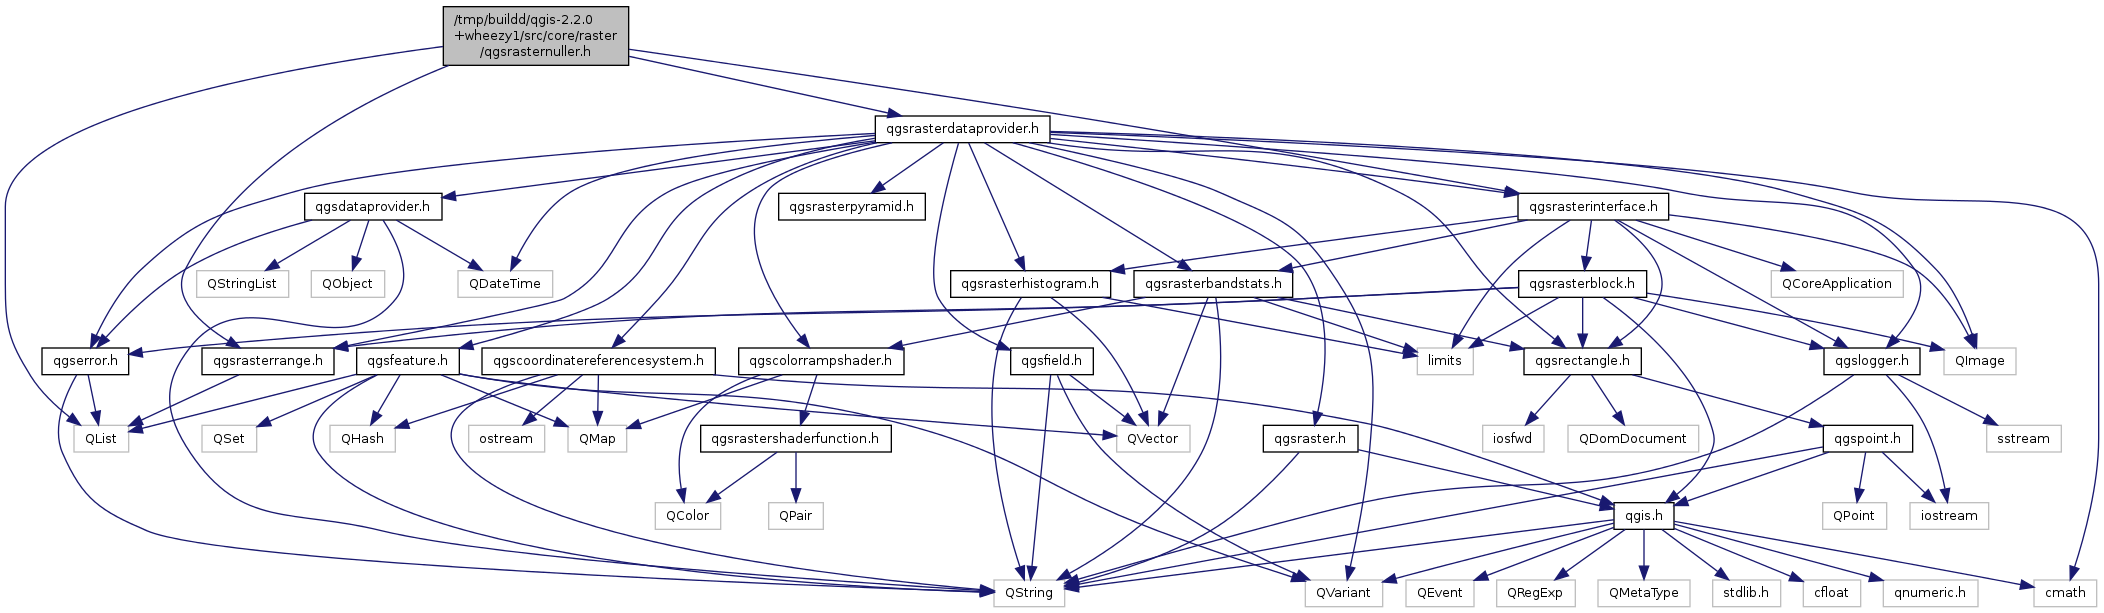 /tmp/buildd/qgis-2.2.0
+wheezy1/src/core/raster
/qgsrasternuller.h
qgsrasterdataprovider.h
qgsdataprovider.h
qgsrasterpyramid.h
qgsrasterinterface.h
QStringList
QObject
QDateTime
qgsrasterhistogram.h
qgsrasterbandstats.h
qgsrasterblock.h
QCoreApplication
qgserror.h
qgsrasterrange.h
qgsfeature.h
qgscoordinatereferencesystem.h
qgscolorrampshader.h
qgsfield.h
limits
qgsrectangle.h
qgslogger.h
QImage
QList
QSet
QHash
ostream
QMap
qgsrastershaderfunction.h
QVector
qgsraster.h
iosfwd
QDomDocument
qgspoint.h
sstream
QColor
QPair
qgis.h
QPoint
iostream
QString
QVariant
QEvent
QRegExp
QMetaType
stdlib.h
cfloat
qnumeric.h
cmath